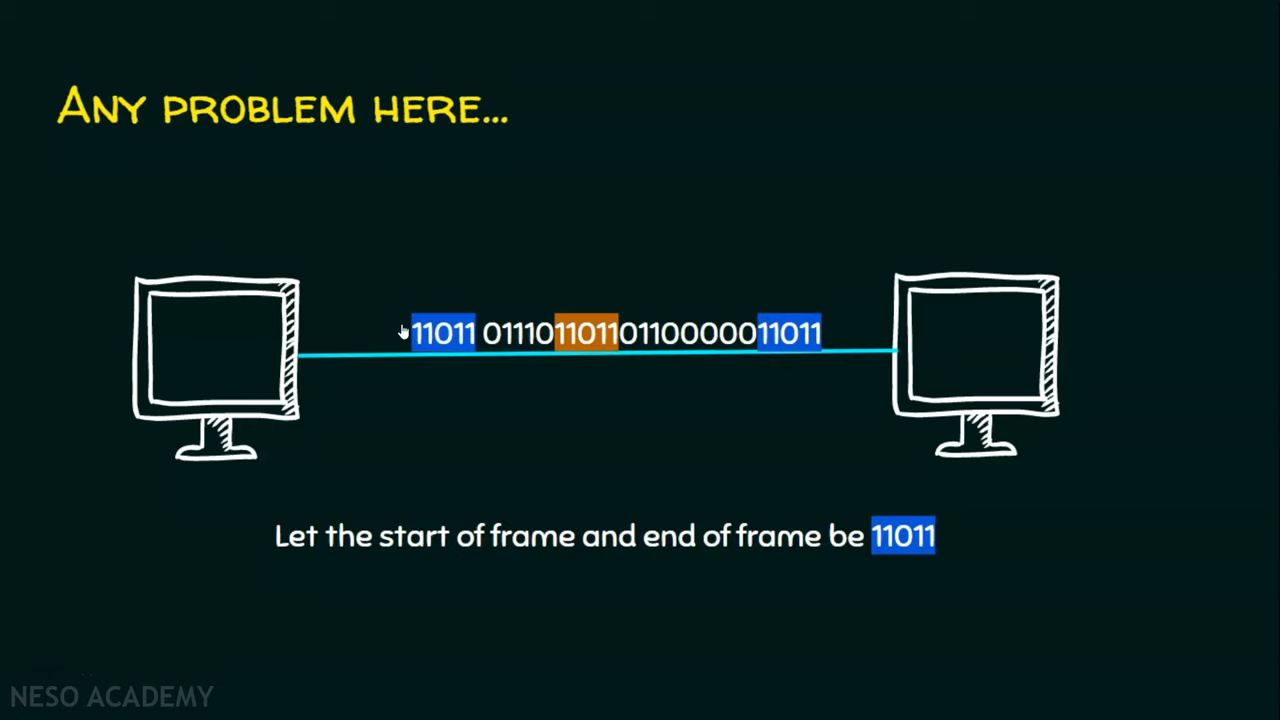 ANY PROBLEM HERE...
11011 01110110110110000011011
Let the start of frame and end of frame be 11011
NESO ACADEMY